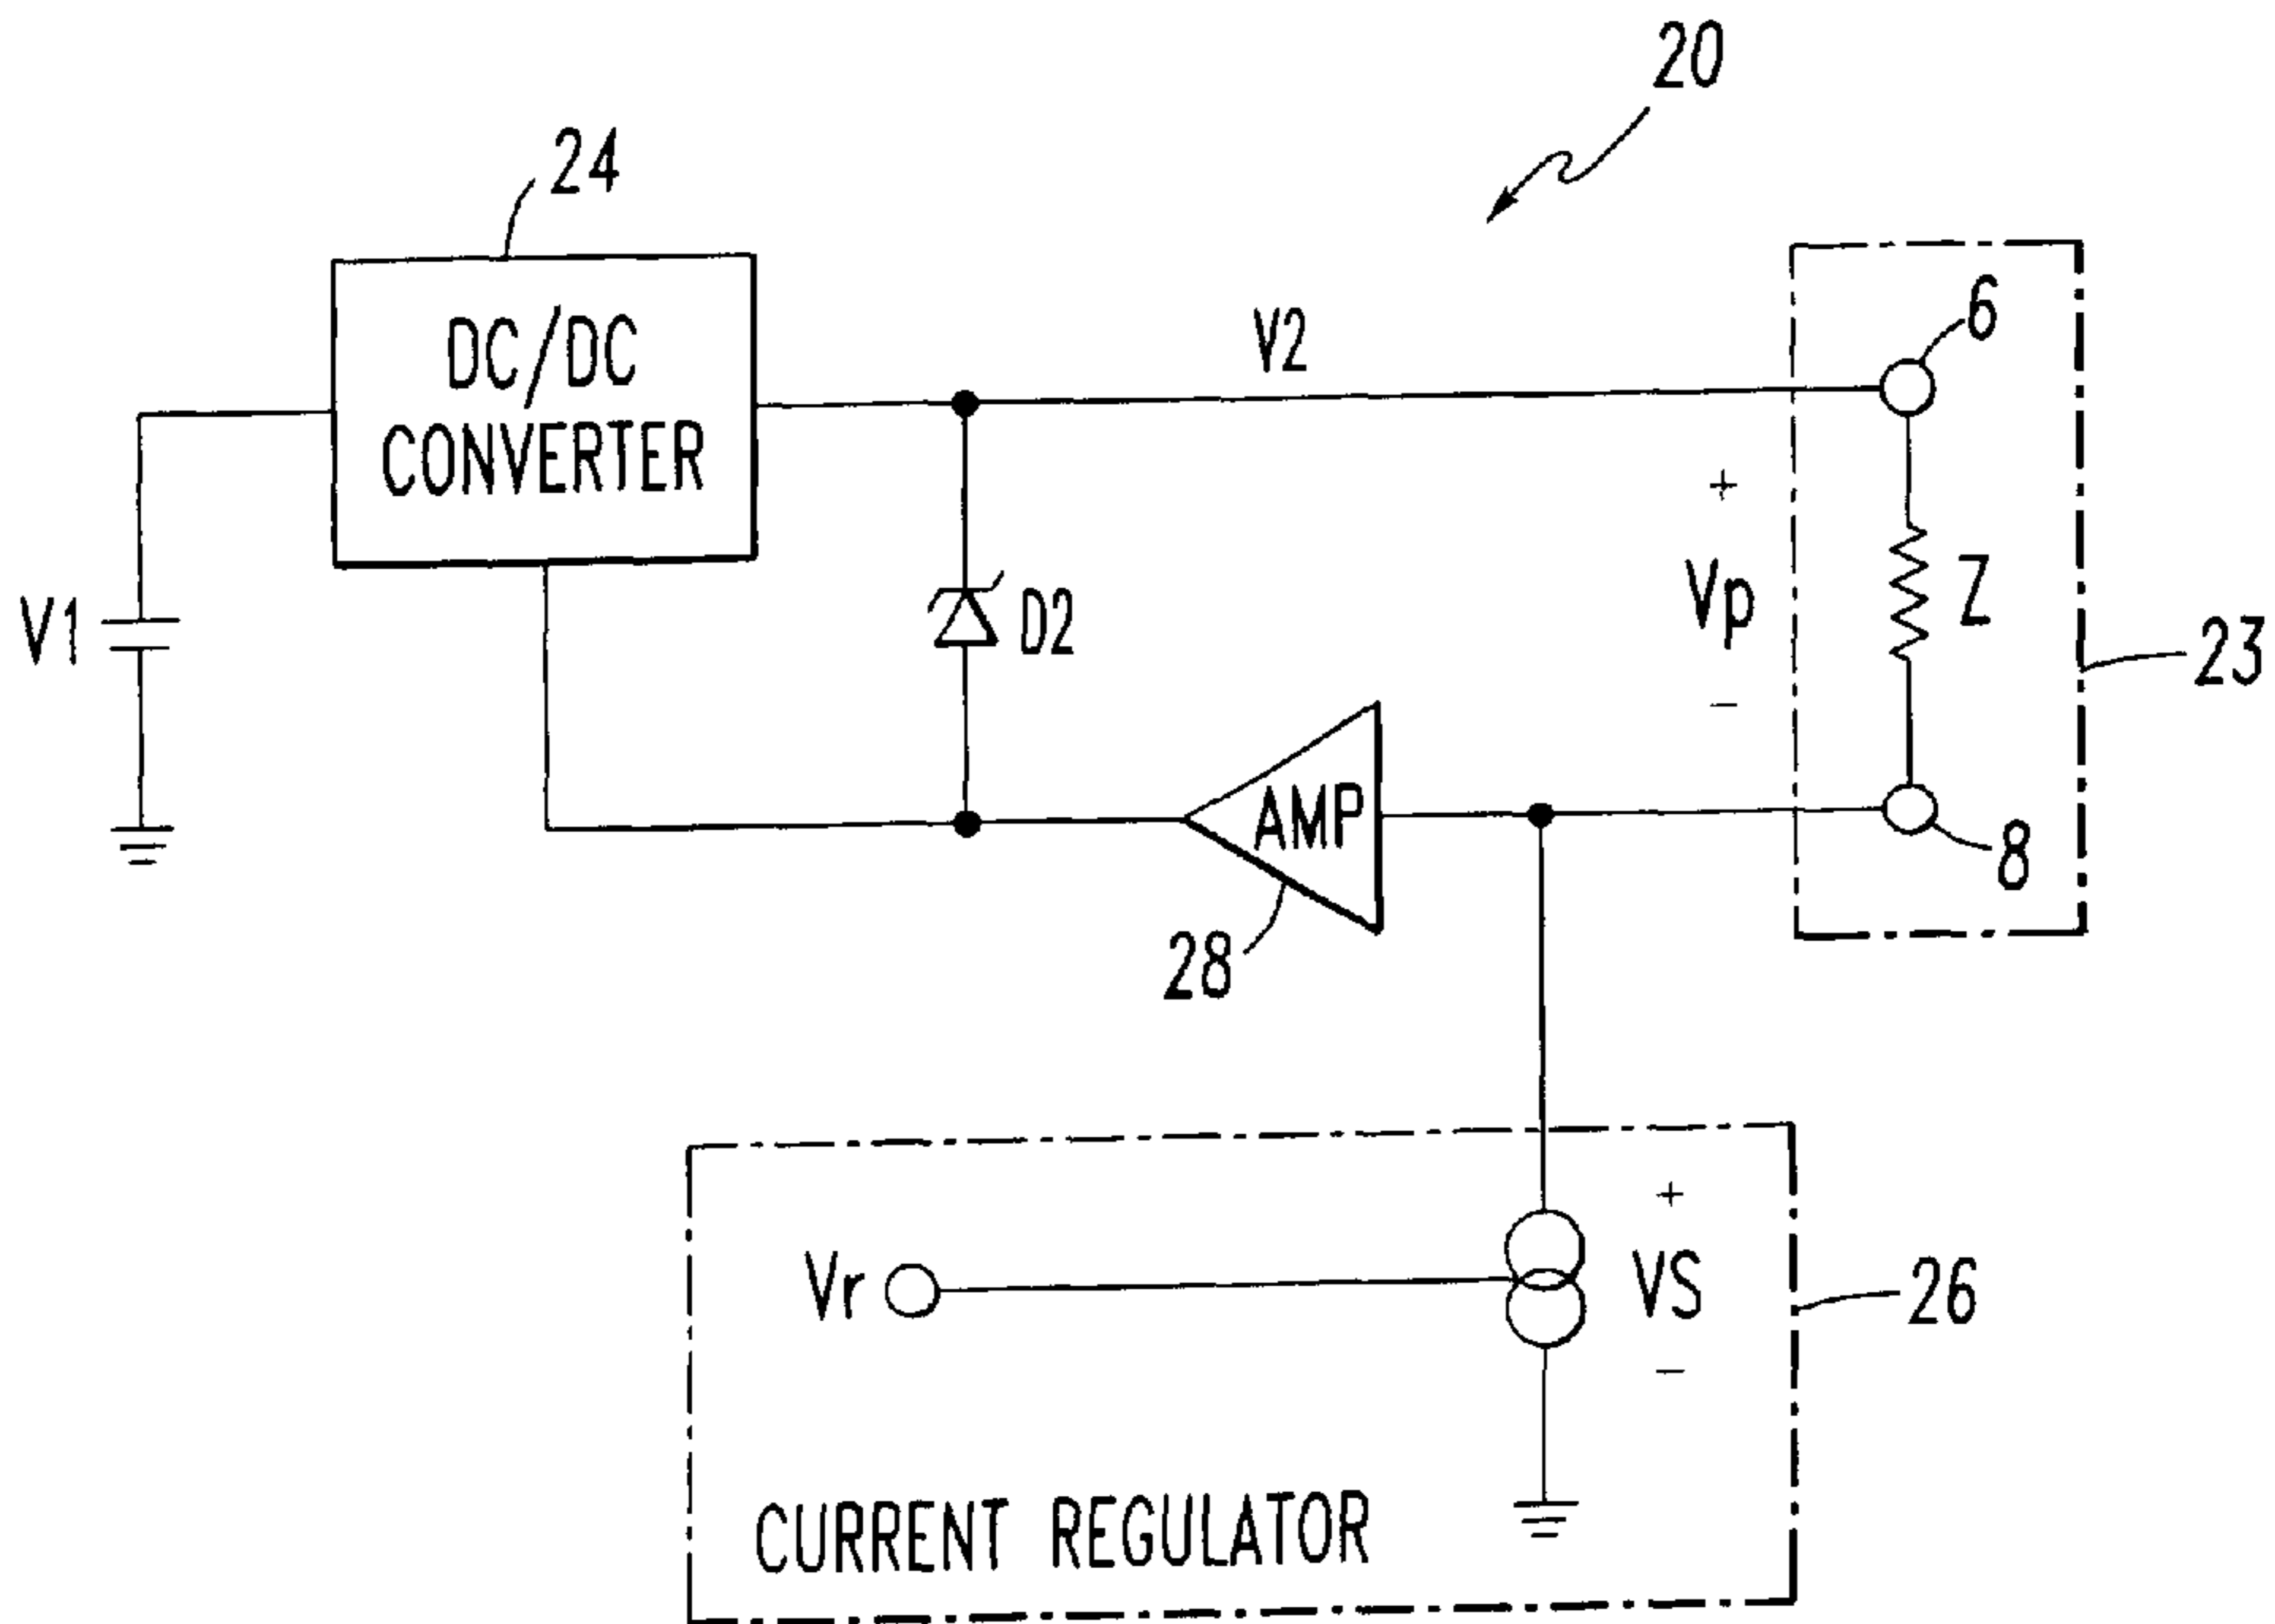 20
24
DC/DC
CONVERTER
V2
6
V1
D2
+
Vp
−
Z
23
AMP
8
28
+
Vr
VS
−
26
CURRENT REGULATOR